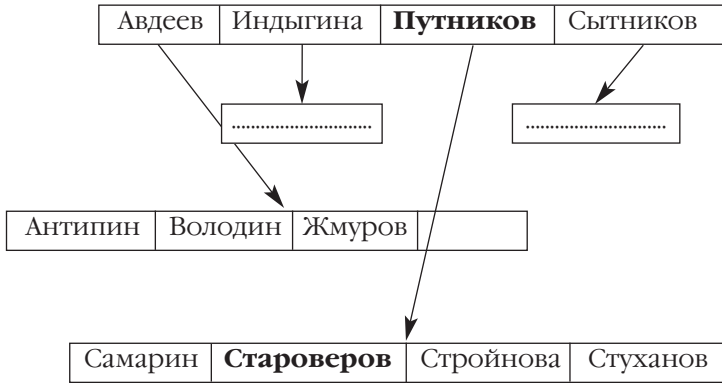 Авдеев Индыгина Путников Сытников
.............................. ..............................
Антипин Володин Жмуров
Самарин Староверов Стройнова Стуханов